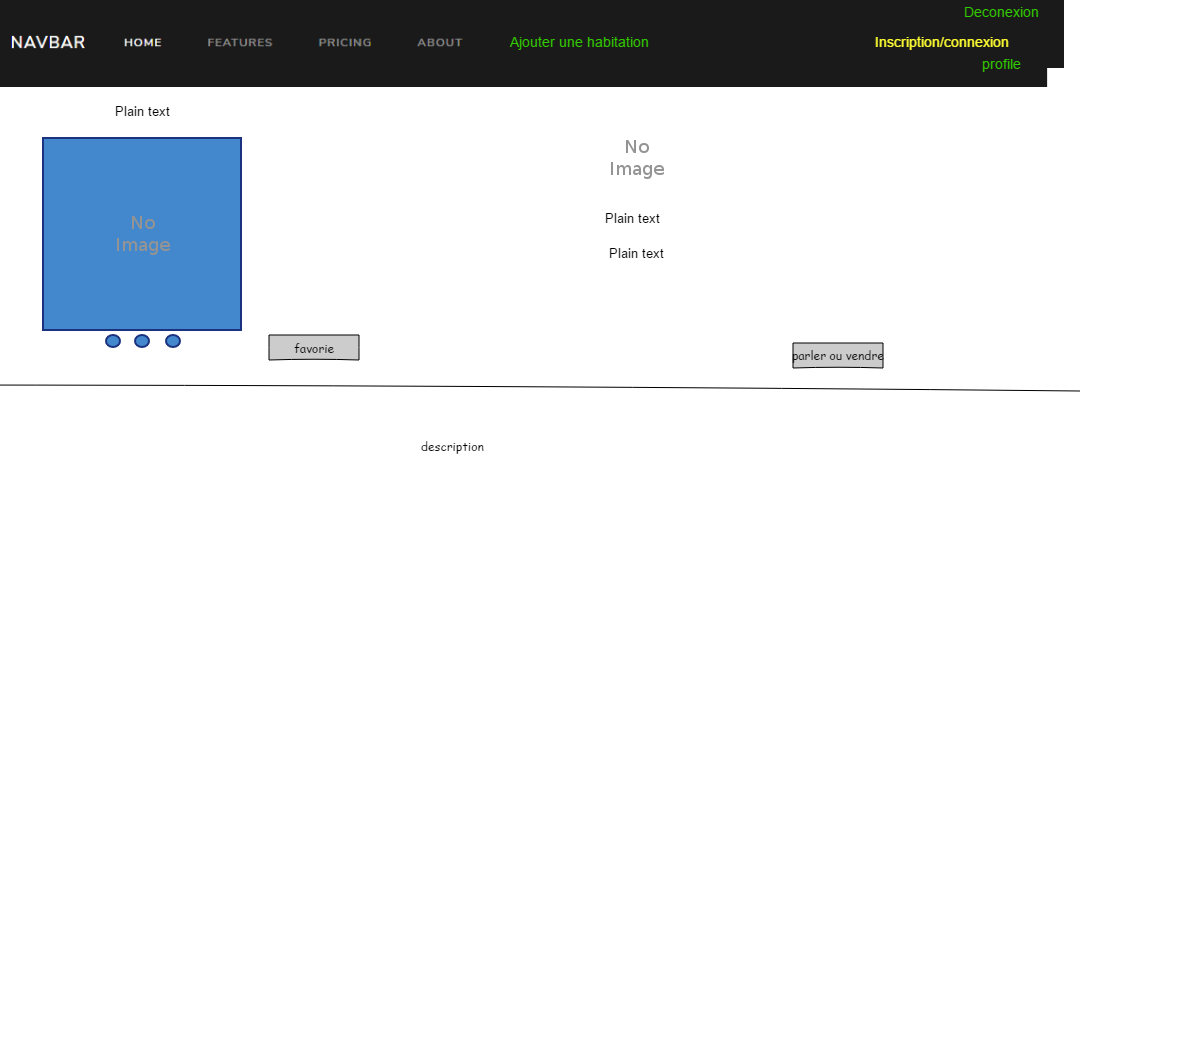 Deconexion
NAVBAR HOME FEATURES PRICING ABOUT Ajouter une habitation Inscription/connexion
profile
Plain text
No
Image
No
Image
Plain text
Plain text
favorie
parler ou vendre
description